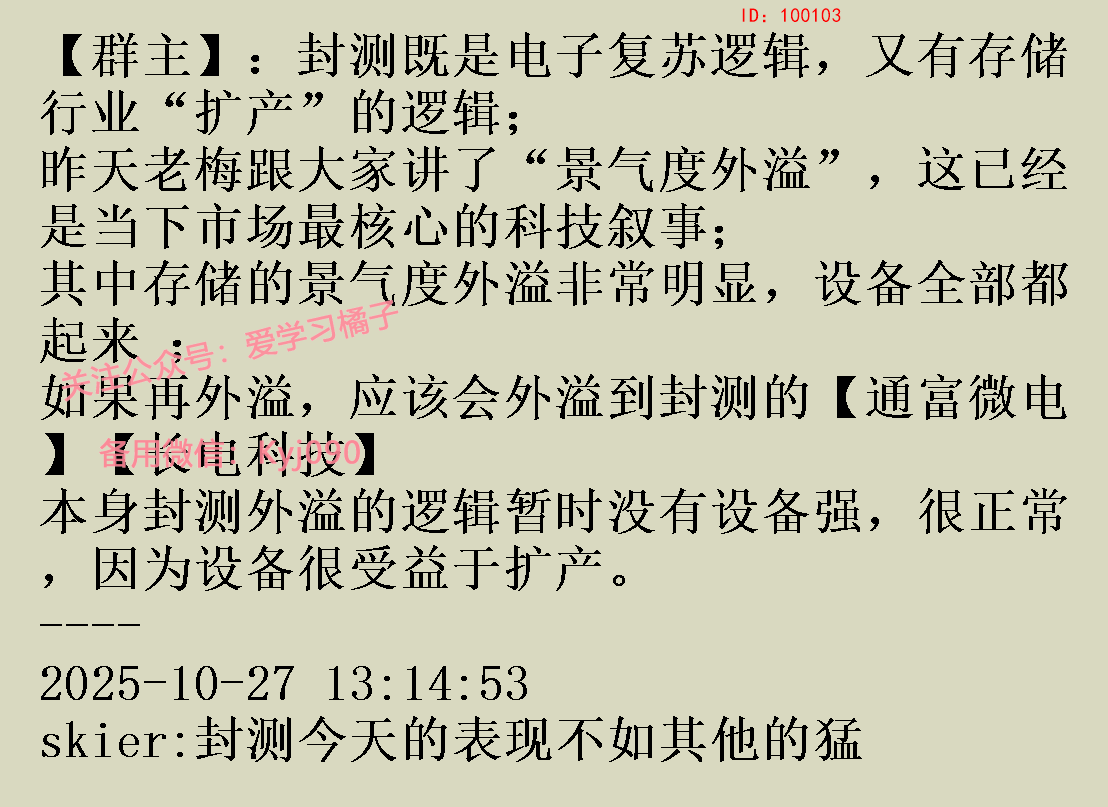 ID: 100103
【群主】：封测既是电子复苏逻辑，又有存储
行业“扩产”的逻辑；
昨天老梅跟大家讲了“景气度外溢”，这已经
是当下市场最核心的科技叙事；
其中存储的景气度外溢非常明显，设备全部都
起来 ；
关注公众号：爱学习橘子
如果再外溢，应该会外溢到封测的【通富微电
】【长电科技】
备用微信：Kyj090
本身封测外溢的逻辑暂时没有设备强，很正常
，因为设备很受益于扩产。
----
2025-10-27 13:14:53
skier:封测今天的表现不如其他的猛